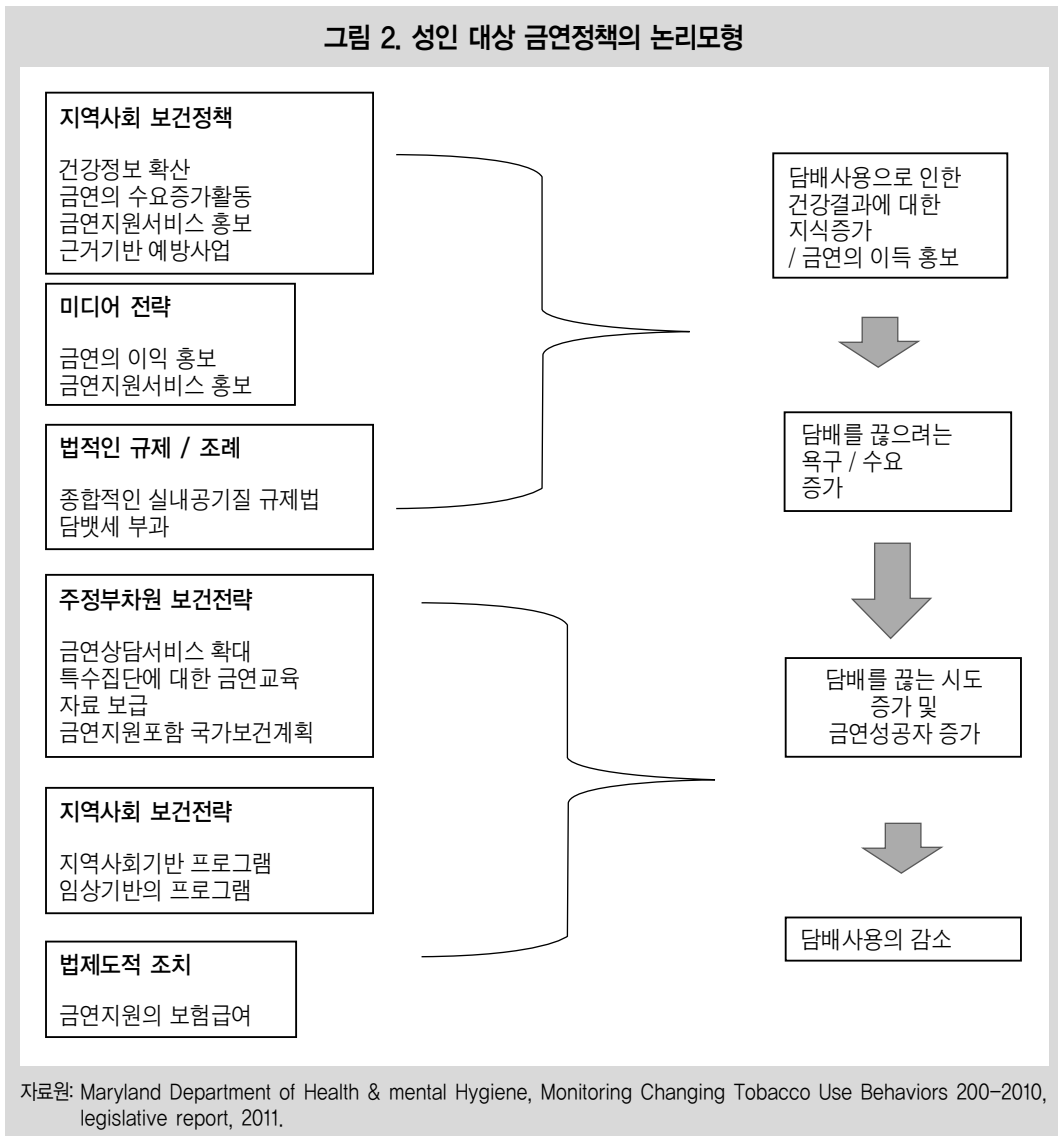 그림 2. 성인 대상 금연정책의 논리모형
지역사회 보건정책
건강정보 확산
금연의 수요증가활동
금연지원서비스 홍보
근거기반 예방사업
미디어 전략
금연의 이익 홍보
금연지원서비스 홍보
법적인 규제 / 조례
종합적인 실내공기질 규제법
담뱃세 부과
주정부차원 보건전략
금연상담서비스 확대
특수집단에 대한 금연교육
자료 보급
금연지원포함 국가보건계획
지역사회 보건전략
지역사회기반 프로그램
임상기반의 프로그램
법제도적 조치
금연지원의 보험급여
담배사용으로 인한
건강결과에 대한
지식증가
/ 금연의 이득 홍보
담배를 끊으려는
욕구 / 수요
증가
담배를 끊는 시도
증가 및
금연성공자 증가
담배사용의 감소
자료원: Maryland Department of Health & mental Hygiene, Monitoring Changing Tobacco Use Behaviors 200-2010,
legislative report, 2011.